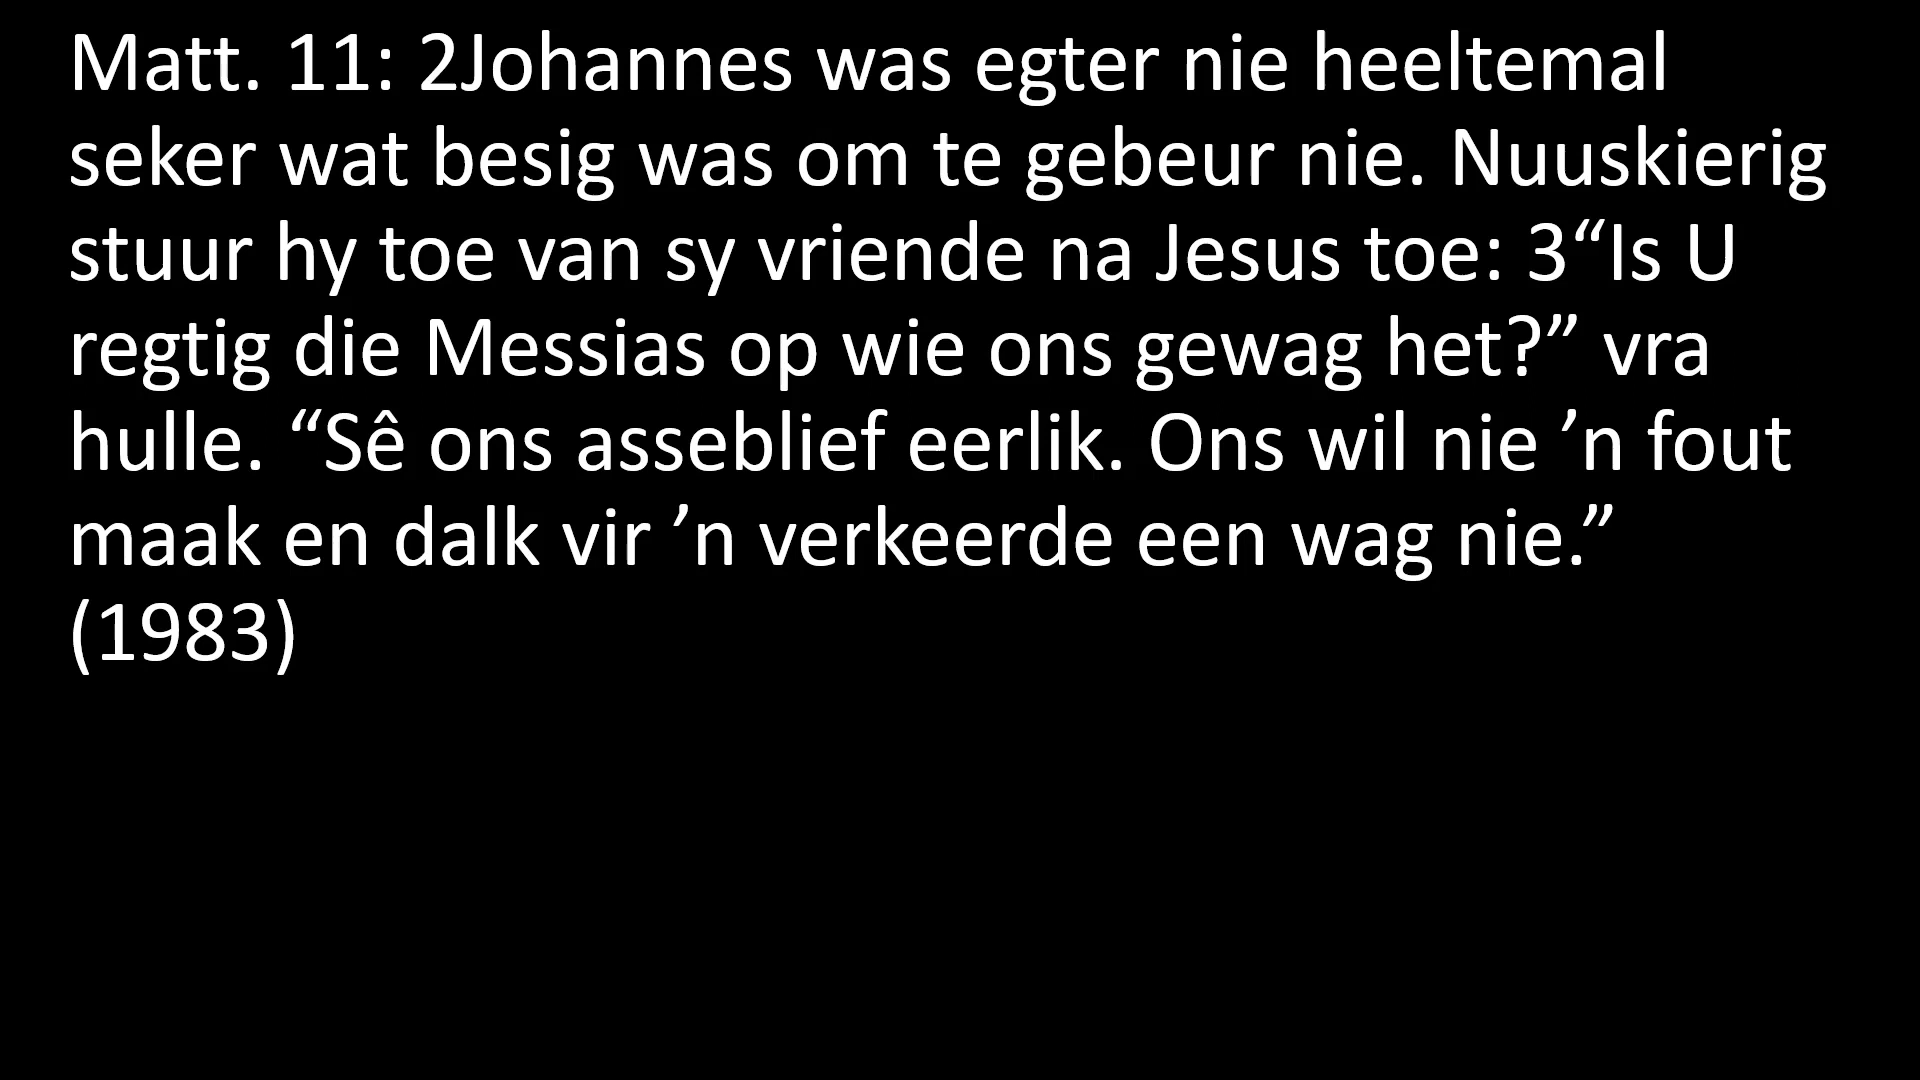 Matt. 11: 2Johannes was egter nie heeltemal
seker wat besig was om te gebeur nie. Nuuskierig
stuur hy toe van sy vriende na Jesus toe: 3“Is U
regtig die Messias op wie ons gewag het?” vra
hulle. “Sê ons asseblief eerlik. Ons wil nie ’n fout
maak en dalk vir ’n verkeerde een wag nie.”
(1983)